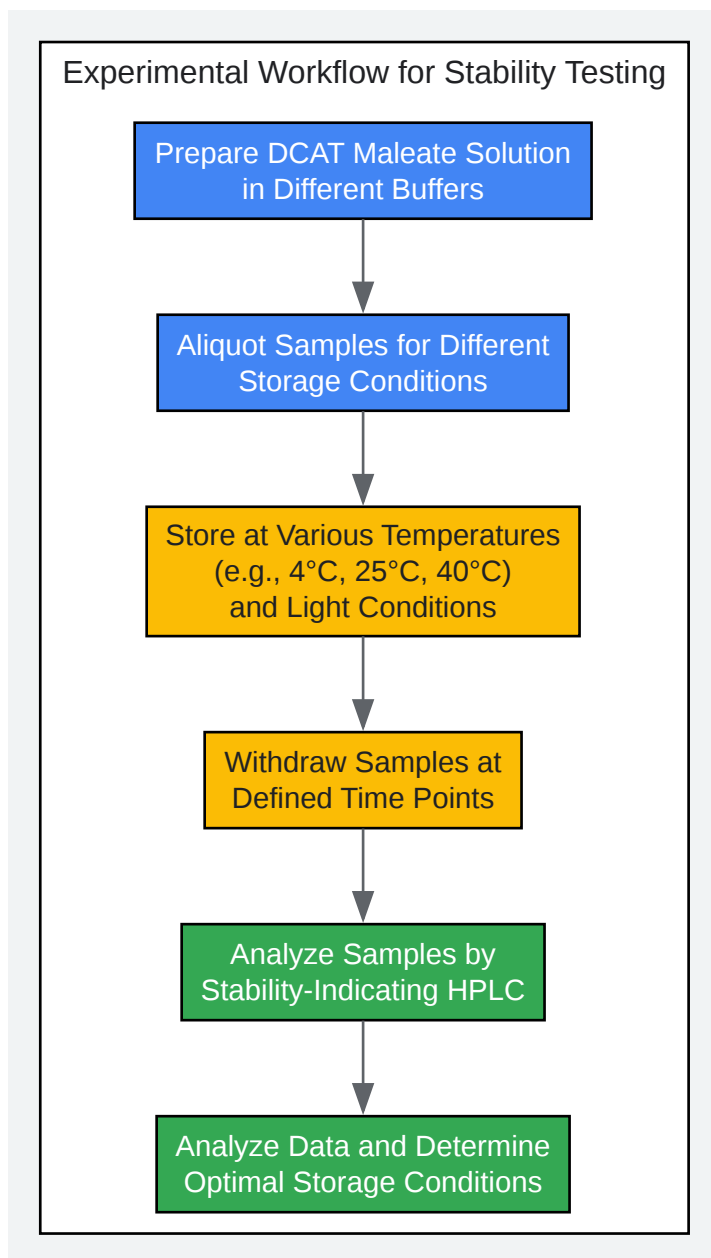 Experimental Workflow for Stability Testing
Prepare DCAT Maleate Solution
in Different Buffers
Aliquot Samples for Different
Storage Conditions
Store at Various Temperatures
(e.g., 4°C, 25°C, 40°C)
and Light Conditions
Withdraw Samples at
Defined Time Points
Analyze Samples by
Stability-Indicating HPLC
Analyze Data and Determine
Optimal Storage Conditions